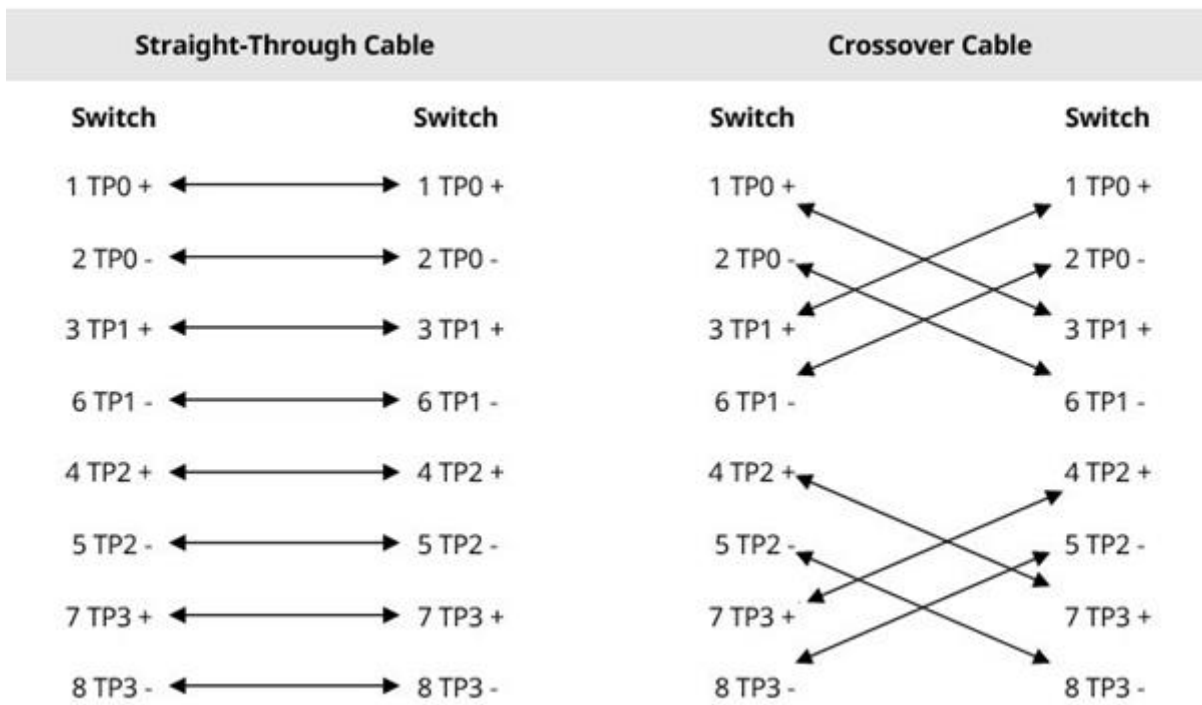 Straight-Through Cable Crossover Cable
Switch Switch Switch Switch
1 TP0 + 1 TP0 + 1 TP0 + 1 TP0 +
2 TP0 - 2 TP0 - 2 TP0 - 2 TP0 -
3 TP1 + 3 TP1 + 3 TP1 + 3 TP1 +
6 TP1 - 6 TP1 - 6 TP1 - 6 TP1 -
4 TP2 + 4 TP2 + 4 TP2 + 4 TP2 +
5 TP2 - 5 TP2 - 5 TP2 - 5 TP2 -
7 TP3 + 7 TP3 + 7 TP3 + 7 TP3 +
8 TP3 - 8 TP3 - 8 TP3 - 8 TP3 -